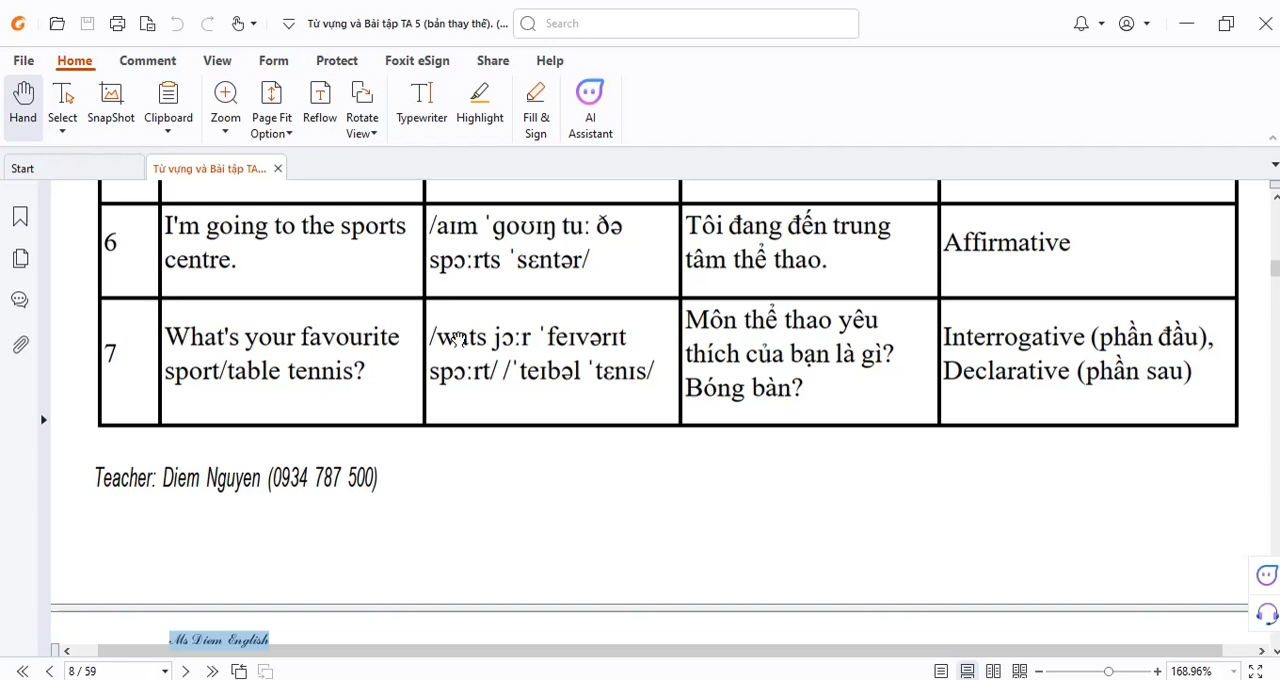 Từ vựng và Bài tập TA 5 (bản thay thế). (...
Search
File Home Comment View Form Protect Foxit eSign Share Help
Hand Select SnapShot Clipboard Zoom Page Fit Option Reflow Rotate View Typewriter Highlight Fill & Sign AI Assistant
Start
Từ vựng và Bài tập TA...
6
I'm going to the sports
centre.
/aɪm ˈɡoʊɪŋ tuː ðə
spɔːrts ˈsɛntər/
Tôi đang đến trung
tâm thể thao.
Affirmative
7
What's your favourite
sport/table tennis?
jɔːr ˈfeɪvərɪt
spɔːrt/ /ˈteɪbəl ˈtɛnɪs/
Môn thể thao yêu
thích của bạn là gì?
Bóng bàn?
Interrogative (phần đầu),
Declarative (phần sau)
Teacher: Diem Nguyen (0934 787 500)
Ms Diem English
8 / 59
168.96%